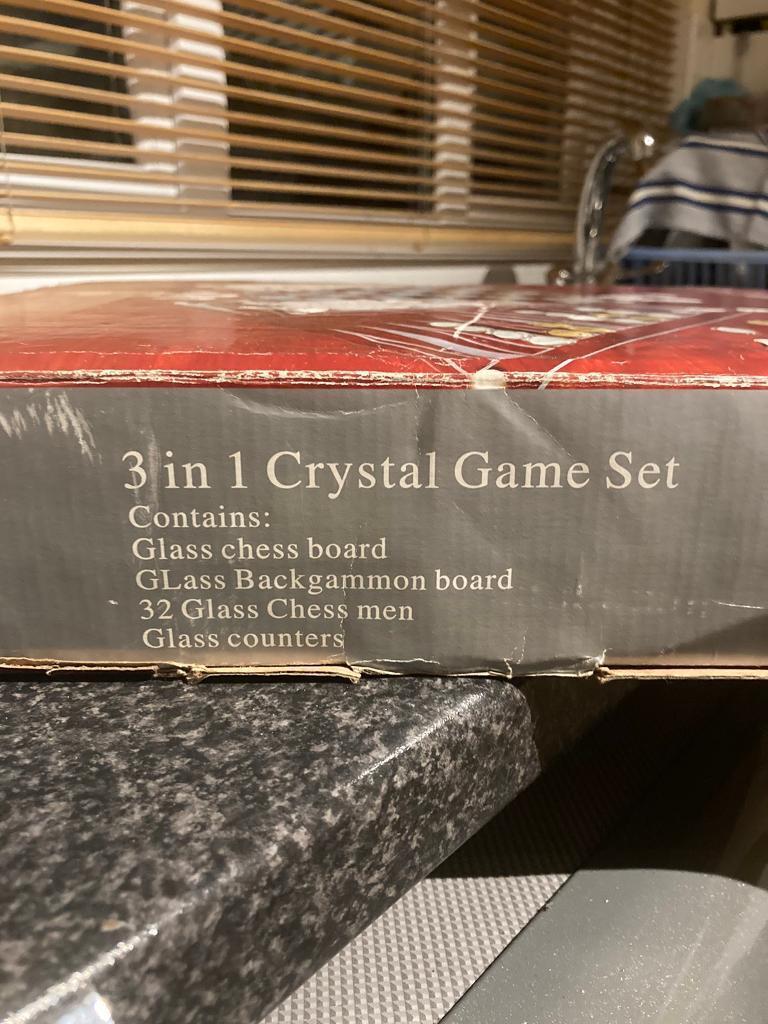 3 in 1 Crystal Game Set
Contains:
Glass chess board
GLass Backgammon board
32 Glass Chess men
Glass counters